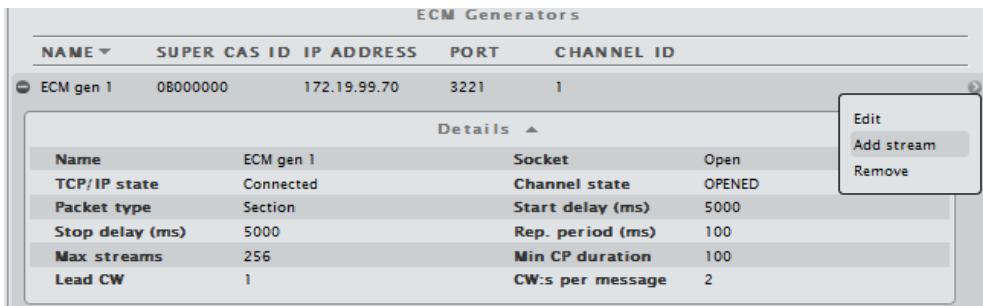 ECM Generators
NAME SUPER CAS ID IP ADDRESS PORT CHANNEL ID
ECM gen 1 0B000000 172.19.99.70 3221 1
Edit
Add stream
Remove
Details
Name ECM gen 1 Socket Open
TCP/IP state Connected Channel state OPENED
Packet type Section Start delay (ms) 5000
Stop delay (ms) 5000 Rep. period (ms) 100
Max streams 256 Min CP duration 100
Lead CW 1 CW:s per message 2